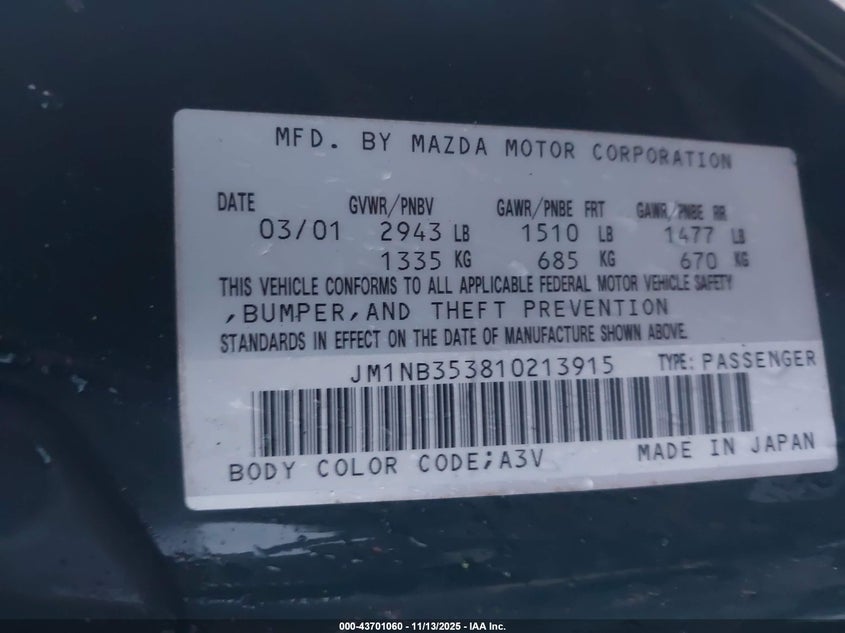 MFD. BY MAZDA MOTOR CORPORATION
DATE GVWR/PNBV GAWR/PNBE FRT GAWR/PNBE RR
03/01 2943 LB 1510 LB 1477 LB
1335 KG 685 KG 670 KG
THIS VEHICLE CONFORMS TO ALL APPLICABLE FEDERAL MOTOR VEHICLE SAFETY
,BUMPER,AND THEFT PREVENTION
STANDARDS IN EFFECT ON THE DATE OF MANUFACTURE SHOWN ABOVE.
JM1NB353810213915 TYPE: PASSENGER
BODY COLOR CODE;A3V MADE IN JAPAN
000-43701060 - 11/13/2025 - IAA Inc.